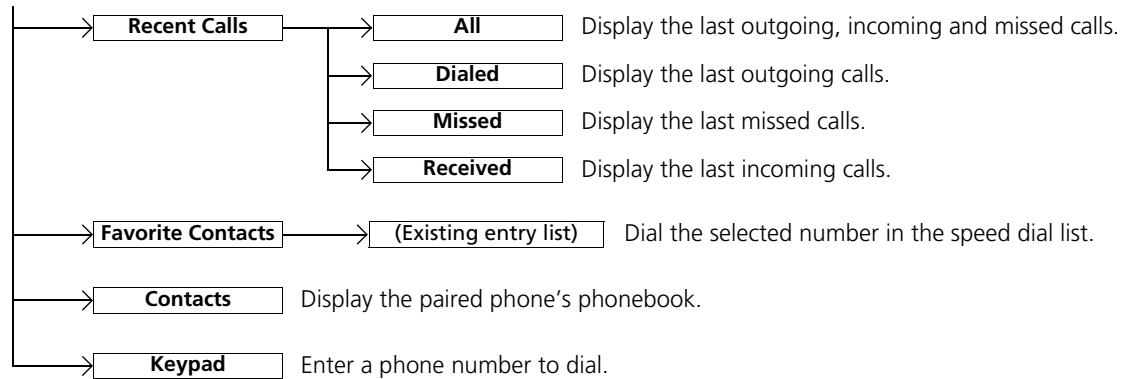 Recent Calls All Display the last outgoing, incoming and missed calls.
Dialed Display the last outgoing calls.
Missed Display the last missed calls.
Received Display the last incoming calls.
Favorite Contacts (Existing entry list) Dial the selected number in the speed dial list.
Contacts Display the paired phone’s phonebook.
Keypad Enter a phone number to dial.